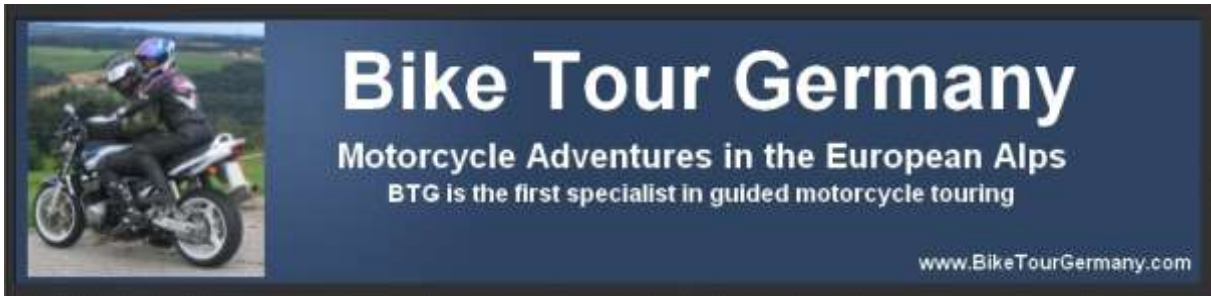 Bike Tour Germany
Motorcycle Adventures in the European Alps
BTG is the first specialist in guided motorcycle touring
www.BikeTourGermany.com